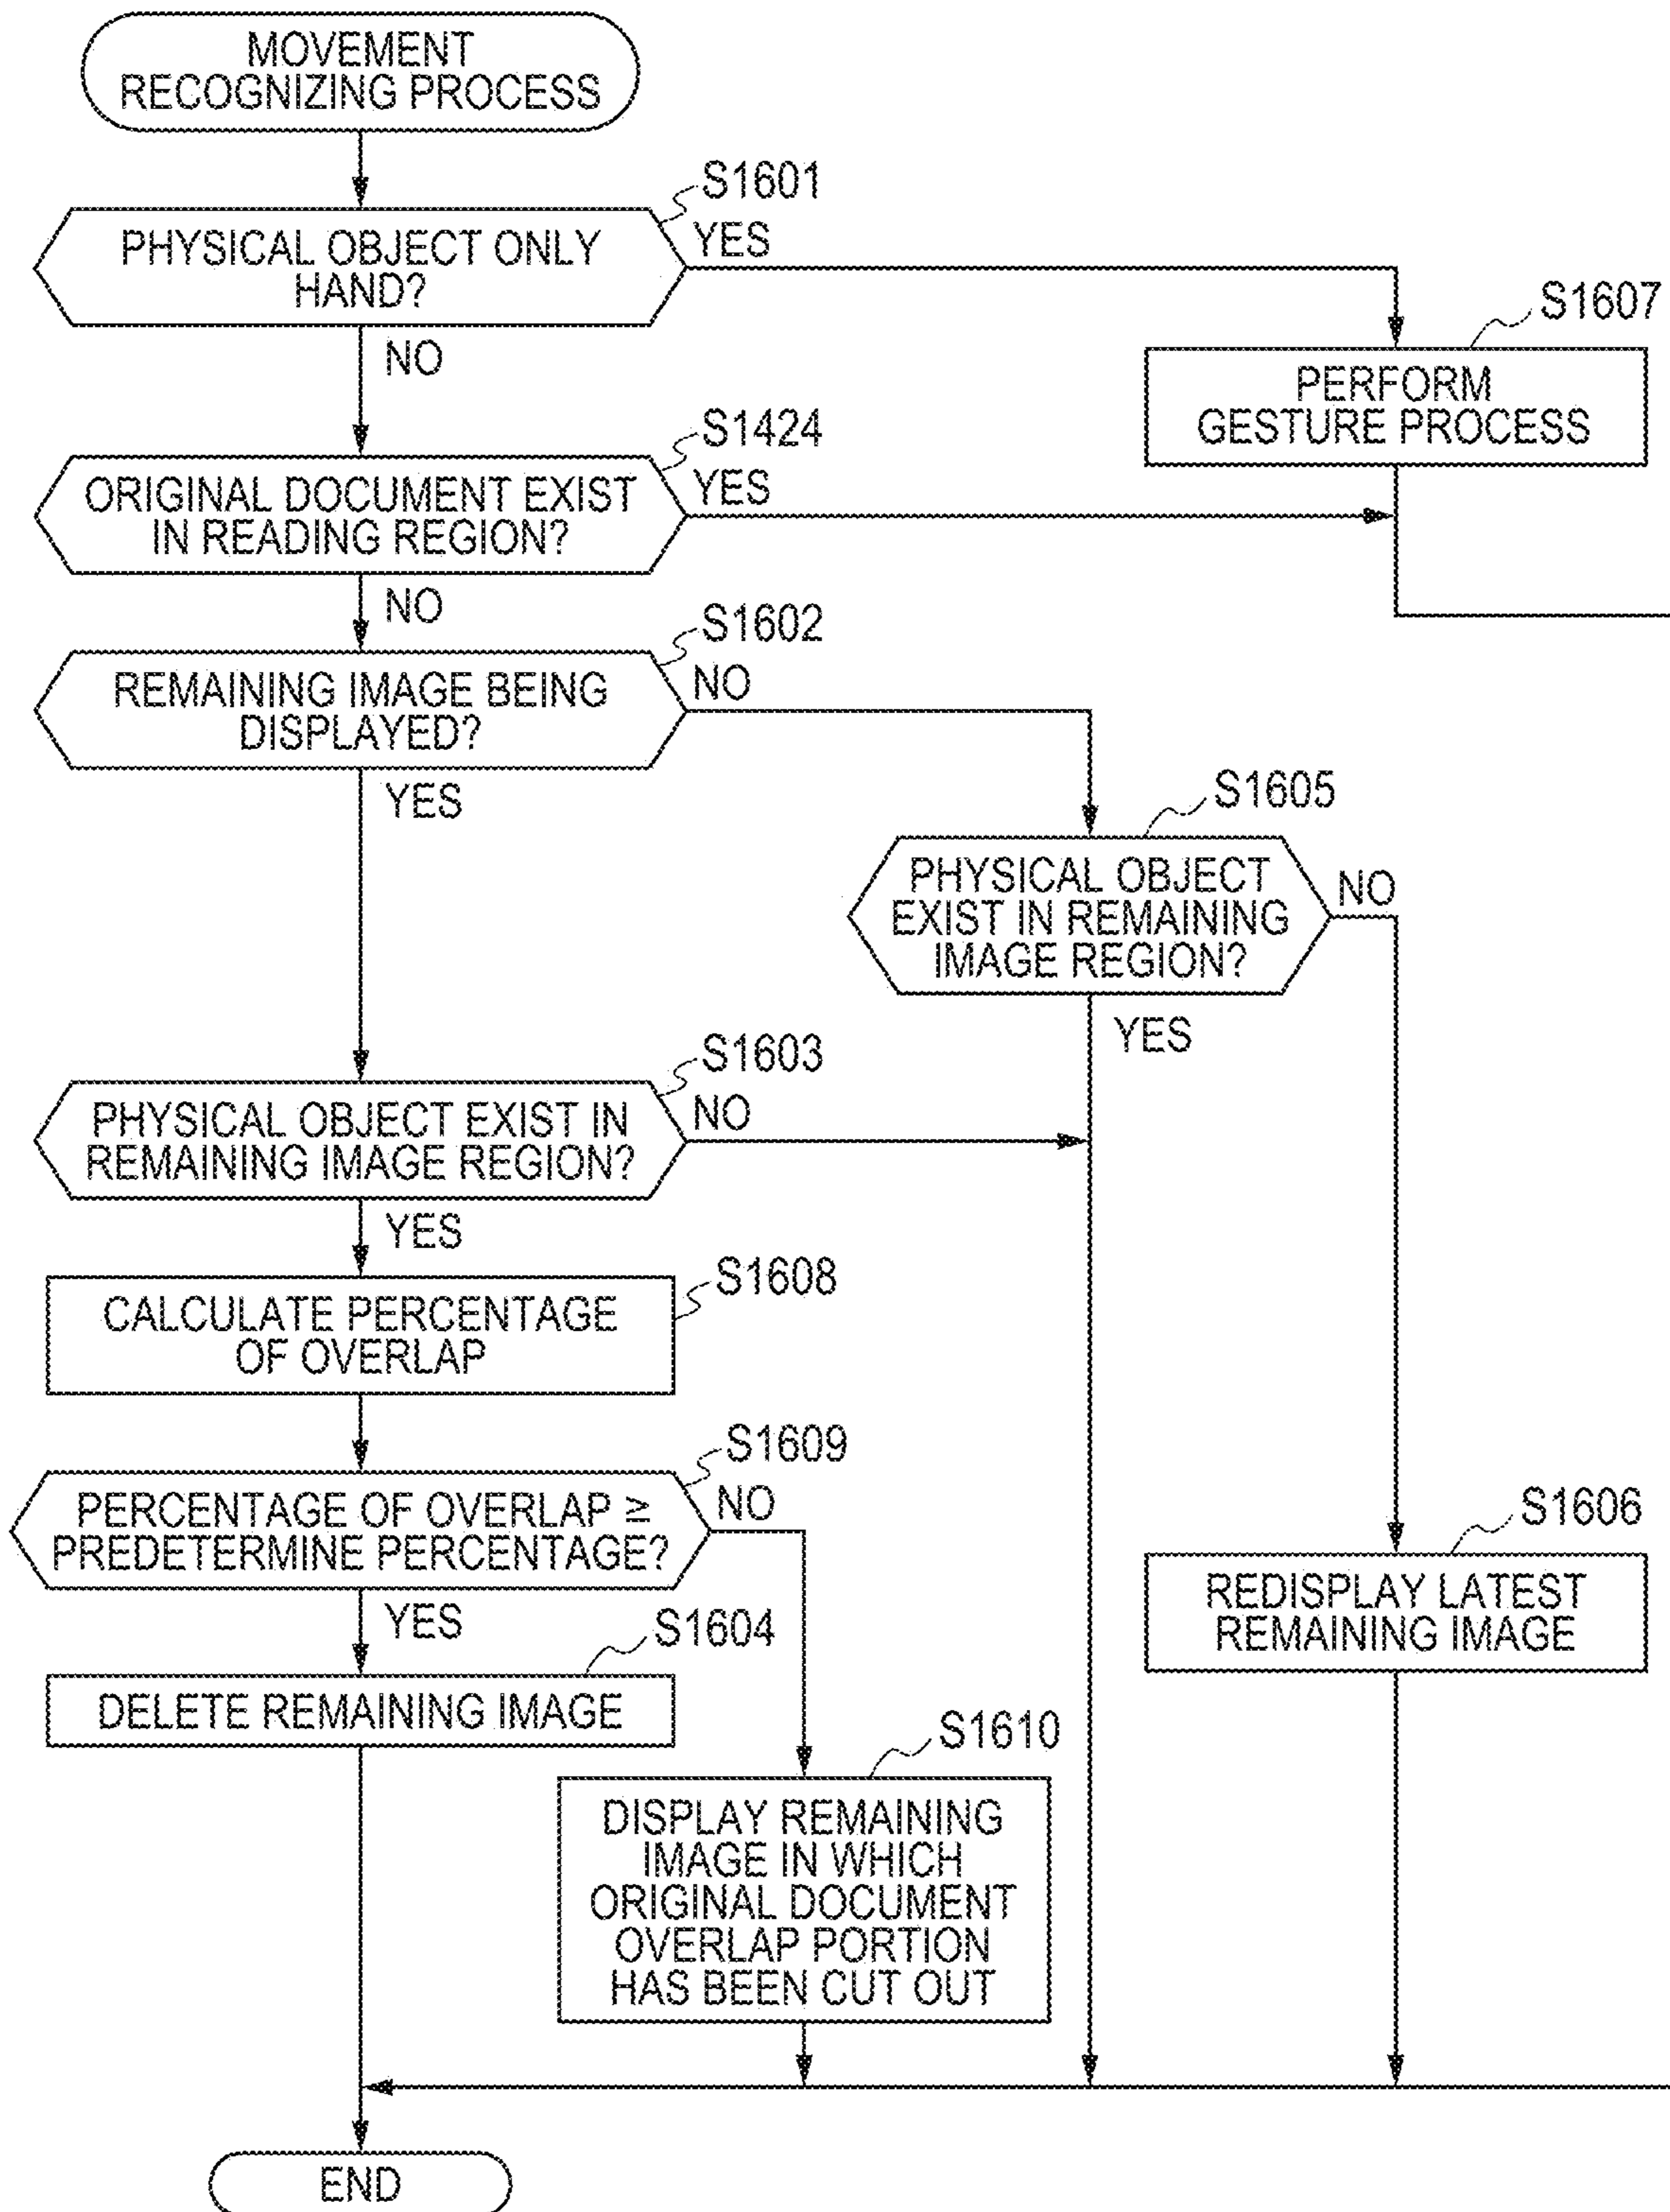 MOVEMENT
RECOGNIZING PROCESS
S1601
PHYSICAL OBJECT ONLY
HAND?
YES
NO
S1607
PERFORM
GESTURE PROCESS
S1424
ORIGINAL DOCUMENT EXIST
IN READING REGION?
YES
NO
S1602
REMAINING IMAGE BEING
DISPLAYED?
NO
YES
S1605
PHYSICAL OBJECT
EXIST IN REMAINING
IMAGE REGION?
NO
YES
S1603
PHYSICAL OBJECT EXIST IN
REMAINING IMAGE REGION?
NO
YES
S1608
CALCULATE PERCENTAGE
OF OVERLAP
S1609
PERCENTAGE OF OVERLAP ≥
PREDETERMINE PERCENTAGE?
NO
YES
S1606
REDISPLAY LATEST
REMAINING IMAGE
S1604
DELETE REMAINING IMAGE
S1610
DISPLAY REMAINING
IMAGE IN WHICH
ORIGINAL DOCUMENT
OVERLAP PORTION
HAS BEEN CUT OUT
END